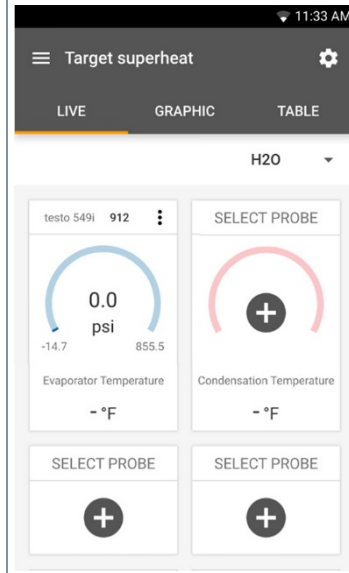 11:33 AM
Target superheat
LIVE GRAPHIC TABLE
H2O
testo 549i 912
SELECT PROBE
0.0
psi
-14.7 855.5
Evaporator Temperature
Condensation Temperature
- °F
- °F
SELECT PROBE
SELECT PROBE